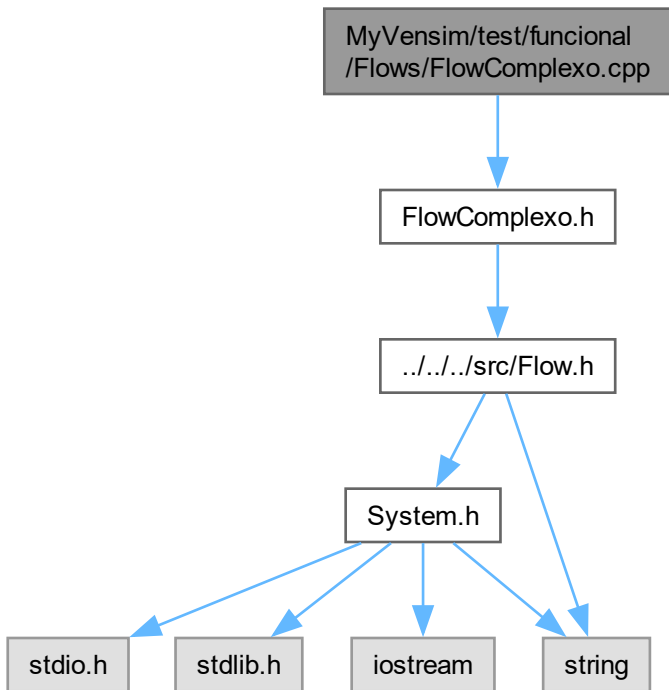 MyVensim/test/funcional
/Flows/FlowComplexo.cpp
FlowComplexo.h
../../../src/Flow.h
System.h
stdio.h
stdlib.h
iostream
string